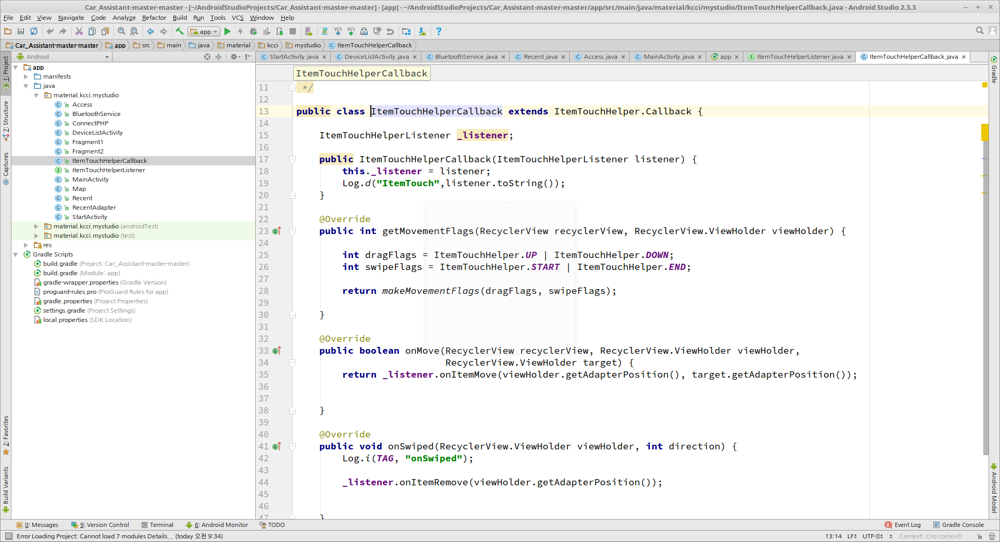 Car_Assistant-master-master - [~/AndroidStudioProjects/Car_Assistant-master-master] - [app] - ~/AndroidStudioProjects/Car_Assistant-master-master/app/src/main/java/material/kcci/mystudio/ItemTouchHelperCallback.java - Android Studio 2.3.3
File Edit View Navigate Code Analyze Refactor Build Run Tools VCS Window Help
app
Car_Assistant-master-master app src main java material kcci mystudio ItemTouchHelperCallback
Android
StartActivity.java DeviceListActivity.java BluetoothService.java Recent.java Access.java MainActivity.java app ItemTouchHelperListener.java ItemTouchHelperCallback.java
1: Project
7: Structure
Captures
2: Favorites
Build Variants
app
manifests
java
material.kcci.mystudio
Access
BluetoothService
ConnectPHP
DeviceListActivity
Fragment1
Fragment2
ItemTouchHelperCallback
ItemTouchHelperListener
MainActivity
Map
Recent
RecentAdapter
StartActivity
material.kcci.mystudio (androidTest)
material.kcci.mystudio (test)
res
Gradle Scripts
build.gradle (Project: Car_Assistant-master-master)
build.gradle (Module: app)
gradle-wrapper.properties (Gradle Version)
proguard-rules.pro (ProGuard Rules for app)
gradle.properties (Project Properties)
settings.gradle (Project Settings)
local.properties (SDK Location)
ItemTouchHelperCallback
11 */
12
13 public class ItemTouchHelperCallback extends ItemTouchHelper.Callback {
14
15 ItemTouchHelperListener _listener;
16
17 public ItemTouchHelperCallback(ItemTouchHelperListener listener) {
18 this._listener = listener;
19 Log.d("ItemTouch",listener.toString());
20 }
21
22 @Override
23 public int getMovementFlags(RecyclerView recyclerView, RecyclerView.ViewHolder viewHolder) {
24
25 int dragFlags = ItemTouchHelper.UP | ItemTouchHelper.DOWN;
26 int swipeFlags = ItemTouchHelper.START | ItemTouchHelper.END;
27
28 return makeMovementFlags(dragFlags, swipeFlags);
29
30 }
31
32 @Override
33 public boolean onMove(RecyclerView recyclerView, RecyclerView.ViewHolder viewHolder,
34 RecyclerView.ViewHolder target) {
35 return _listener.onItemMove(viewHolder.getAdapterPosition(), target.getAdapterPosition());
36
37
38 }
39
40 @Override
41 public void onSwiped(RecyclerView.ViewHolder viewHolder, int direction) {
42 Log.i(TAG, "onSwiped");
43
44 _listener.onItemRemove(viewHolder.getAdapterPosition());
45
46
47 }
Gradle
Android Model
0: Messages 9: Version Control Terminal 6: Android Monitor TODO 2 Event Log Gradle Console
Error Loading Project: Cannot load 7 modules Details... (today 오전 9:34) 13:14 LF UTF-8 Context: <no context>